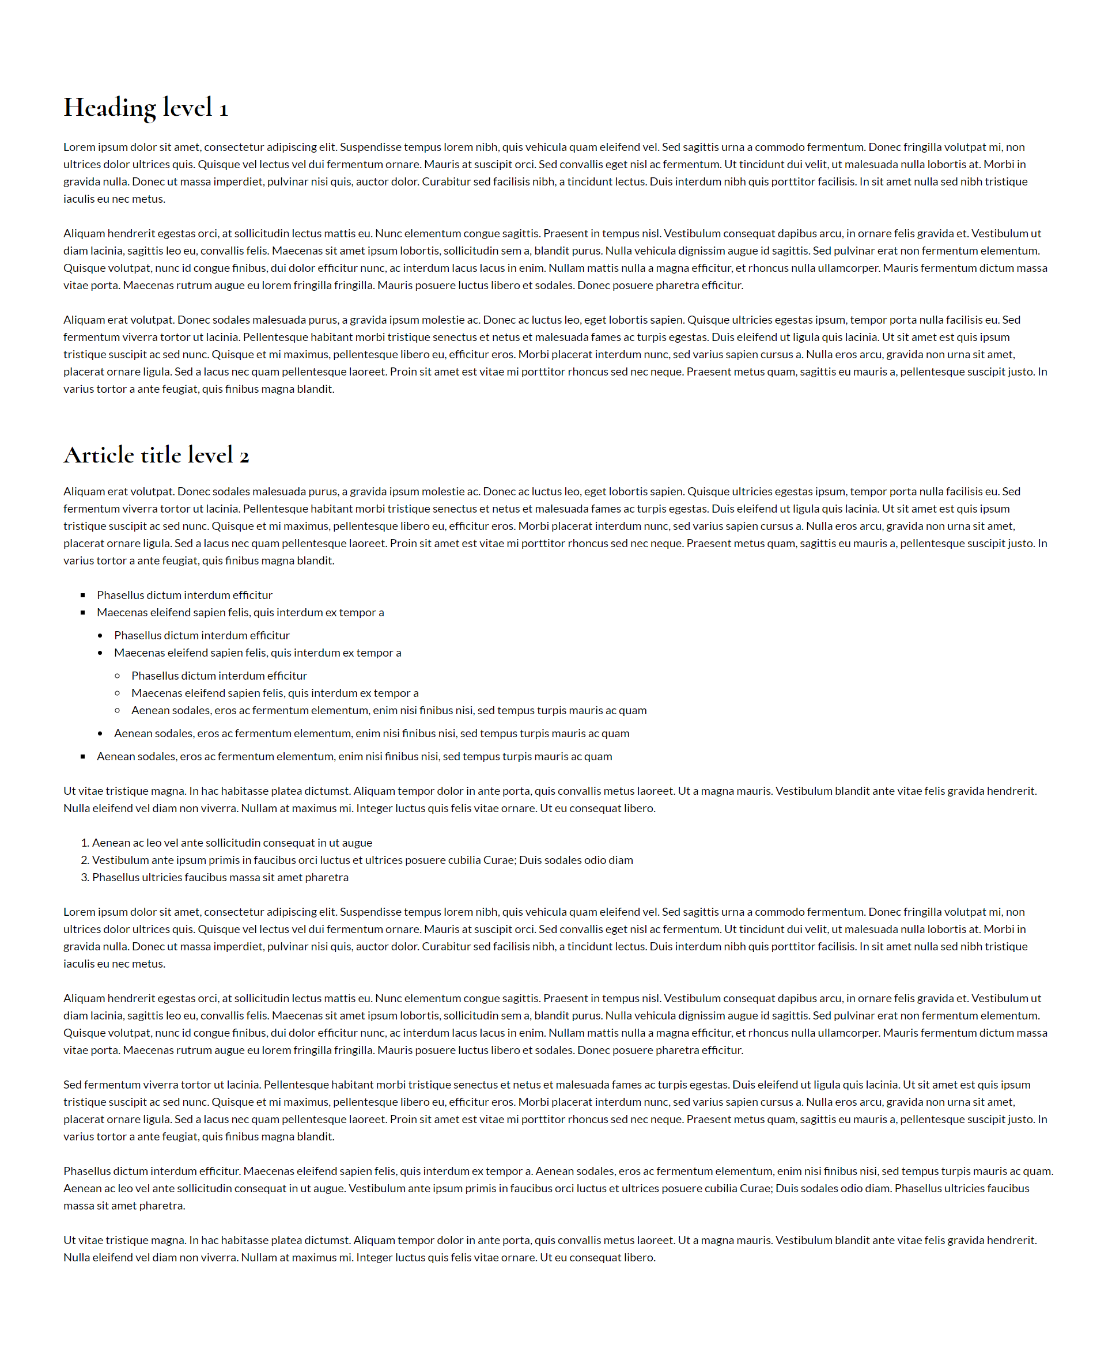 Heading level 1
Lorem ipsum dolor sit amet, consectetur adipiscing elit. Suspendisse tempus lorem nibh, quis vehicula quam eleifend vel. Sed sagittis urna a commodo fermentum. Donec fringilla volutpat mi, non
ultrices dolor ultrices quis. Quisque vel lectus vel dui fermentum ornare. Mauris at suscipit orci. Sed convallis eget nisl ac fermentum. Ut tincidunt dui velit, ut malesuada nulla lobortis at. Morbi in
gravida nulla. Donec ut massa imperdiet, pulvinar nisi quis, auctor dolor. Curabitur sed facilisis nibh, a tincidunt lectus. Duis interdum nibh quis porttitor facilisis. In sit amet nulla sed nibh tristique
iaculis eu nec metus.
Aliquam hendrerit egestas orci, at sollicitudin lectus mattis eu. Nunc elementum congue sagittis. Praesent in tempus nisl. Vestibulum consequat dapibus arcu, in ornare felis gravida et. Vestibulum ut
diam lacinia, sagittis leo eu, convallis felis. Maecenas sit amet ipsum lobortis, sollicitudin sem a, blandit purus. Nulla vehicula dignissim augue id sagittis. Sed pulvinar erat non fermentum elementum.
Quisque volutpat, nunc id congue finibus, dui dolor efficitur nunc, ac interdum lacus lacus in enim. Nullam mattis nulla a magna efficitur, et rhoncus nulla ullamcorper. Mauris fermentum dictum massa
vitae porta. Maecenas rutrum augue eu lorem fringilla fringilla. Mauris posuere luctus libero et sodales. Donec posuere pharetra efficitur.
Aliquam erat volutpat. Donec sodales malesuada purus, a gravida ipsum molestie ac. Donec ac luctus leo, eget lobortis sapien. Quisque ultricies egestas ipsum, tempor porta nulla facilisis eu. Sed
fermentum viverra tortor ut lacinia. Pellentesque habitant morbi tristique senectus et netus et malesuada fames ac turpis egestas. Duis eleifend ut ligula quis lacinia. Ut sit amet est quis ipsum
tristique suscipit ac sed nunc. Quisque et mi maximus, pellentesque libero eu, efficitur eros. Morbi placerat interdum nunc, sed varius sapien cursus a. Nulla eros arcu, gravida non urna sit amet,
placerat ornare ligula. Sed a lacus nec quam pellentesque laoreet. Proin sit amet est vitae mi porttitor rhoncus sed nec neque. Praesent metus quam, sagittis eu mauris a, pellentesque suscipit justo. In
varius tortor a ante feugiat, quis finibus magna blandit.
Article title level 2
Aliquam erat volutpat. Donec sodales malesuada purus, a gravida ipsum molestie ac. Donec ac luctus leo, eget lobortis sapien. Quisque ultricies egestas ipsum, tempor porta nulla facilisis eu. Sed
fermentum viverra tortor ut lacinia. Pellentesque habitant morbi tristique senectus et netus et malesuada fames ac turpis egestas. Duis eleifend ut ligula quis lacinia. Ut sit amet est quis ipsum
tristique suscipit ac sed nunc. Quisque et mi maximus, pellentesque libero eu, efficitur eros. Morbi placerat interdum nunc, sed varius sapien cursus a. Nulla eros arcu, gravida non urna sit amet,
placerat ornare ligula. Sed a lacus nec quam pellentesque laoreet. Proin sit amet est vitae mi porttitor rhoncus sed nec neque. Praesent metus quam, sagittis eu mauris a, pellentesque suscipit justo. In
varius tortor a ante feugiat, quis finibus magna blandit.
Phasellus dictum interdum efficitur
Maecenas eleifend sapien felis, quis interdum ex tempor a
Phasellus dictum interdum efficitur
Maecenas eleifend sapien felis, quis interdum ex tempor a
Phasellus dictum interdum efficitur
Maecenas eleifend sapien felis, quis interdum ex tempor a
Aenean sodales, eros ac fermentum elementum, enim nisi finibus nisi, sed tempus turpis mauris ac quam
Aenean sodales, eros ac fermentum elementum, enim nisi finibus nisi, sed tempus turpis mauris ac quam
Aenean sodales, eros ac fermentum elementum, enim nisi finibus nisi, sed tempus turpis mauris ac quam
Ut vitae tristique magna. In hac habitasse platea dictumst. Aliquam tempor dolor in ante porta, quis convallis metus laoreet. Ut a magna mauris. Vestibulum blandit ante vitae felis gravida hendrerit.
Nulla eleifend vel diam non viverra. Nullam at maximus mi. Integer luctus quis felis vitae ornare. Ut eu consequat libero.
1. Aenean ac leo vel ante sollicitudin consequat in ut augue
2. Vestibulum ante ipsum primis in faucibus orci luctus et ultrices posuere cubilia Curae; Duis sodales odio diam
3. Phasellus ultricies faucibus massa sit amet pharetra
Lorem ipsum dolor sit amet, consectetur adipiscing elit. Suspendisse tempus lorem nibh, quis vehicula quam eleifend vel. Sed sagittis urna a commodo fermentum. Donec fringilla volutpat mi, non
ultrices dolor ultrices quis. Quisque vel lectus vel dui fermentum ornare. Mauris at suscipit orci. Sed convallis eget nisl ac fermentum. Ut tincidunt dui velit, ut malesuada nulla lobortis at. Morbi in
gravida nulla. Donec ut massa imperdiet, pulvinar nisi quis, auctor dolor. Curabitur sed facilisis nibh, a tincidunt lectus. Duis interdum nibh quis porttitor facilisis. In sit amet nulla sed nibh tristique
iaculis eu nec metus.
Aliquam hendrerit egestas orci, at sollicitudin lectus mattis eu. Nunc elementum congue sagittis. Praesent in tempus nisl. Vestibulum consequat dapibus arcu, in ornare felis gravida et. Vestibulum ut
diam lacinia, sagittis leo eu, convallis felis. Maecenas sit amet ipsum lobortis, sollicitudin sem a, blandit purus. Nulla vehicula dignissim augue id sagittis. Sed pulvinar erat non fermentum elementum.
Quisque volutpat, nunc id congue finibus, dui dolor efficitur nunc, ac interdum lacus lacus in enim. Nullam mattis nulla a magna efficitur, et rhoncus nulla ullamcorper. Mauris fermentum dictum massa
vitae porta. Maecenas rutrum augue eu lorem fringilla fringilla. Mauris posuere luctus libero et sodales. Donec posuere pharetra efficitur.
Sed fermentum viverra tortor ut lacinia. Pellentesque habitant morbi tristique senectus et netus et malesuada fames ac turpis egestas. Duis eleifend ut ligula quis lacinia. Ut sit amet est quis ipsum
tristique suscipit ac sed nunc. Quisque et mi maximus, pellentesque libero eu, efficitur eros. Morbi placerat interdum nunc, sed varius sapien cursus a. Nulla eros arcu, gravida non urna sit amet,
placerat ornare ligula. Sed a lacus nec quam pellentesque laoreet. Proin sit amet est vitae mi porttitor rhoncus sed nec neque. Praesent metus quam, sagittis eu mauris a, pellentesque suscipit justo. In
varius tortor a ante feugiat, quis finibus magna blandit.
Phasellus dictum interdum efficitur. Maecenas eleifend sapien felis, quis interdum ex tempor a. Aenean sodales, eros ac fermentum elementum, enim nisi finibus nisi, sed tempus turpis mauris ac quam.
Aenean ac leo vel ante sollicitudin consequat in ut augue. Vestibulum ante ipsum primis in faucibus orci luctus et ultrices posuere cubilia Curae; Duis sodales odio diam. Phasellus ultricies faucibus
massa sit amet pharetra.
Ut vitae tristique magna. In hac habitasse platea dictumst. Aliquam tempor dolor in ante porta, quis convallis metus laoreet. Ut a magna mauris. Vestibulum blandit ante vitae felis gravida hendrerit.
Nulla eleifend vel diam non viverra. Nullam at maximus mi. Integer luctus quis felis vitae ornare. Ut eu consequat libero.